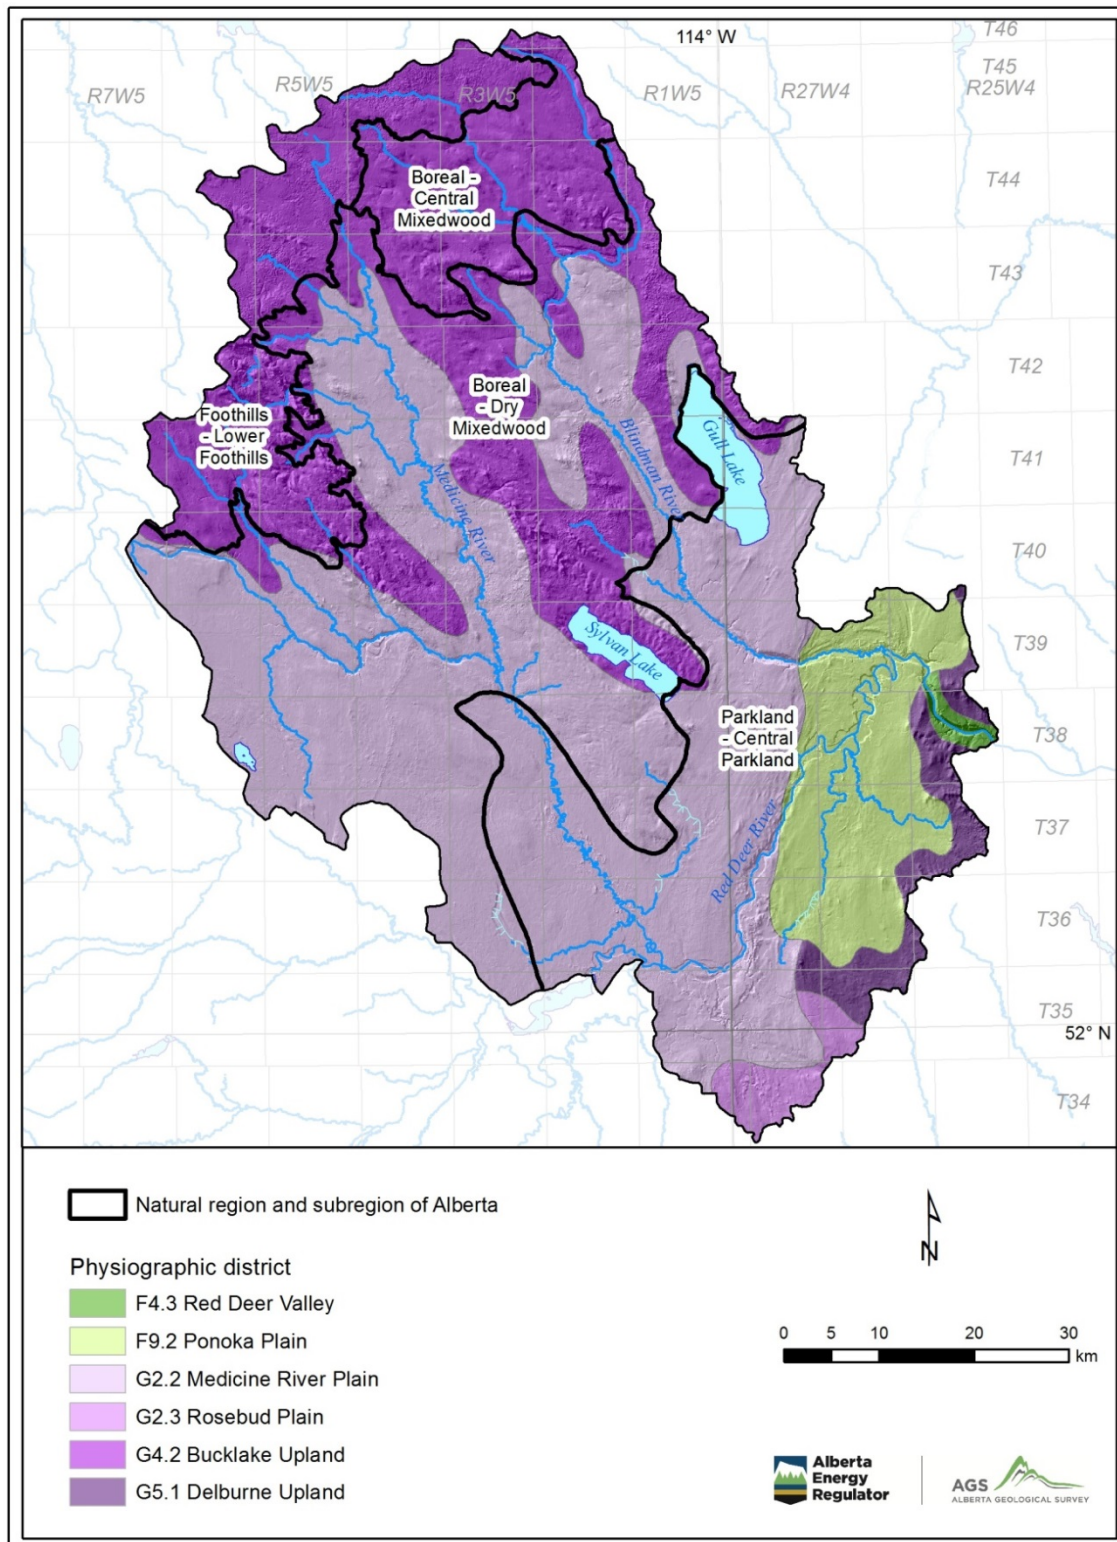 114° W
T46
T45
R7W5
R5W5
R3W5
R1W5
R27W4
R25W4
Boreal -
Central
Mixedwood
T44
T43
T42
Boreal
- Dry
Mixedwood
Foothills
- Lower
Foothills
Gull Lake
Blindman River
Medicine River
T41
T40
Sylvan Lake
T39
Parkland
- Central
Parkland
T38
Red Deer River
T37
T36
T35
52° N
T34
Natural region and subregion of Alberta
N
Physiographic district
F4.3 Red Deer Valley
F9.2 Ponoka Plain
G2.2 Medicine River Plain
G2.3 Rosebud Plain
G4.2 Bucklake Upland
G5.1 Delburne Upland
0 5 10 20 30
km
Alberta
Energy
Regulator
AGS
ALBERTA GEOLOGICAL SURVEY